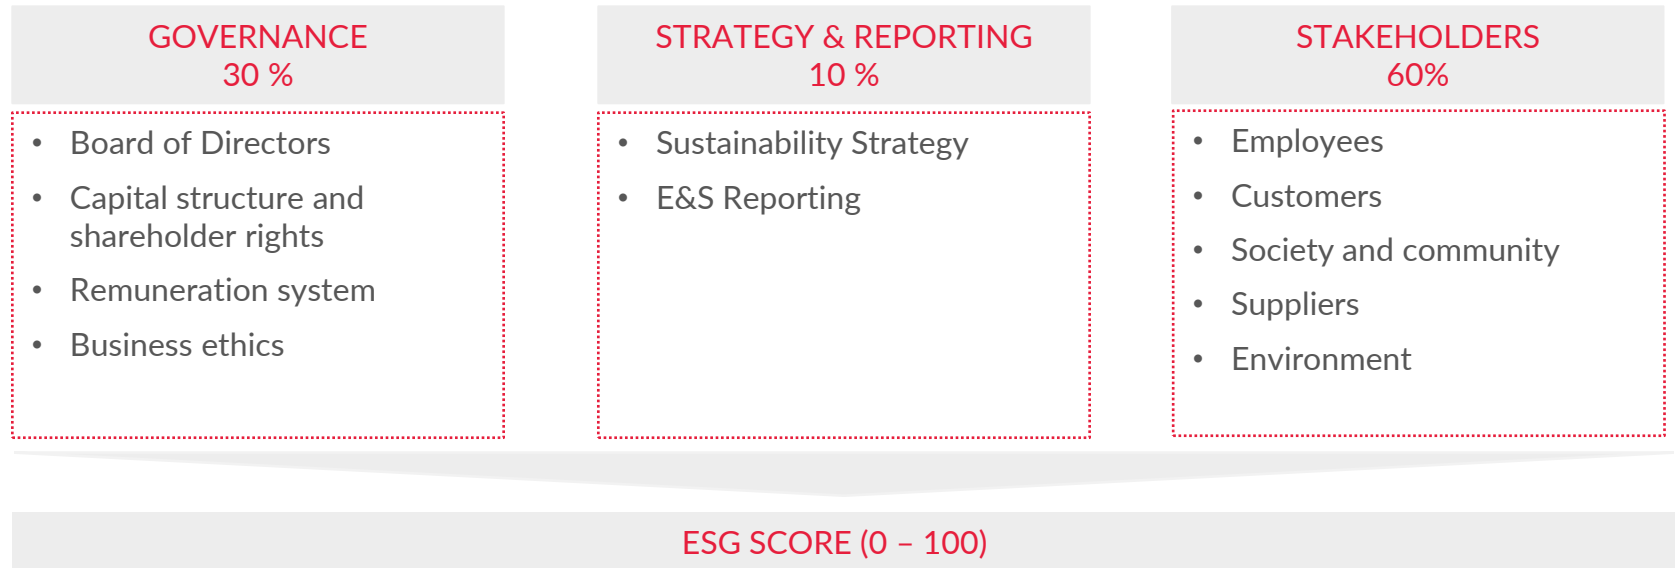 GOVERNANCE
30 %
• Board of Directors
• Capital structure and
shareholder rights
• Remuneration system
• Business ethics
STRATEGY & REPORTING
10 %
• Sustainability Strategy
• E&S Reporting
STAKEHOLDERS
60%
• Employees
• Customers
• Society and community
• Suppliers
• Environment
ESG SCORE (0 – 100)